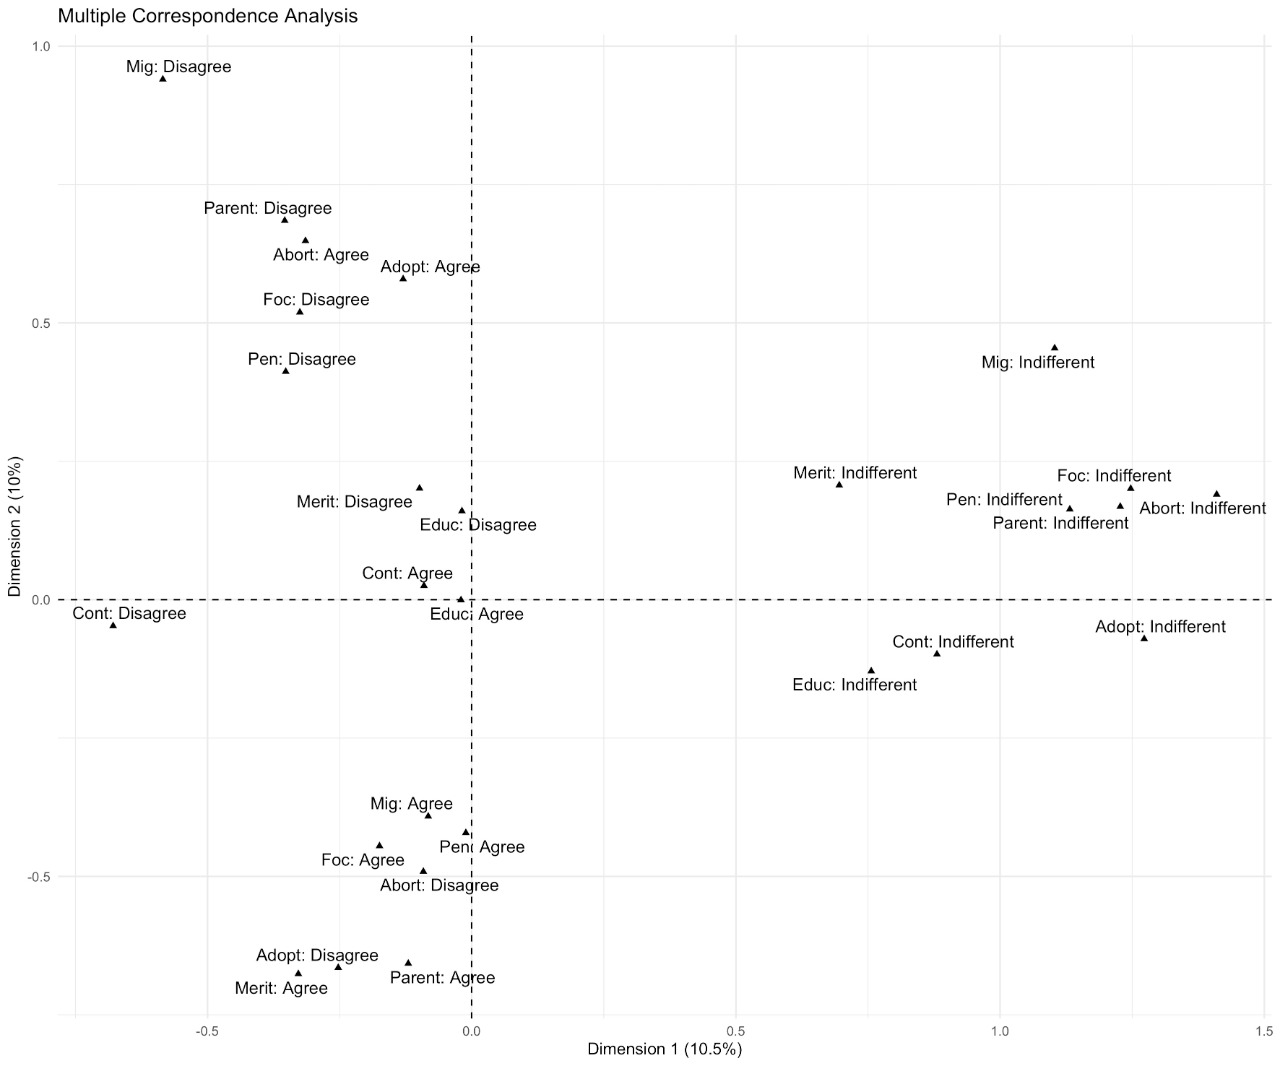 Multiple Correspondence Analysis
1.0
Mig: Disagree
Parent: Disagree
Abort: Agree
Adopt: Agree
Foc: Disagree
0.5
Pen: Disagree
Mig: Indifferent
Merit: Indifferent
Foc: Indifferent
Pen: Indifferent
Merit: Disagree
Abort: Indifferent
Parent: Indifferent
Educ: Disagree
Cont: Agree
0.0
Cont: Disagree
Educ: Agree
Adopt: Indifferent
Cont: Indifferent
Educ: Indifferent
Mig: Agree
Pen: Agree
Foc: Agree
-0.5
Abort: Disagree
Adopt: Disagree
Parent: Agree
Merit: Agree
-0.5
0.0
0.5
1.0
1.5
Dimension 1 (10.5%)
Dimension 2 (10%)